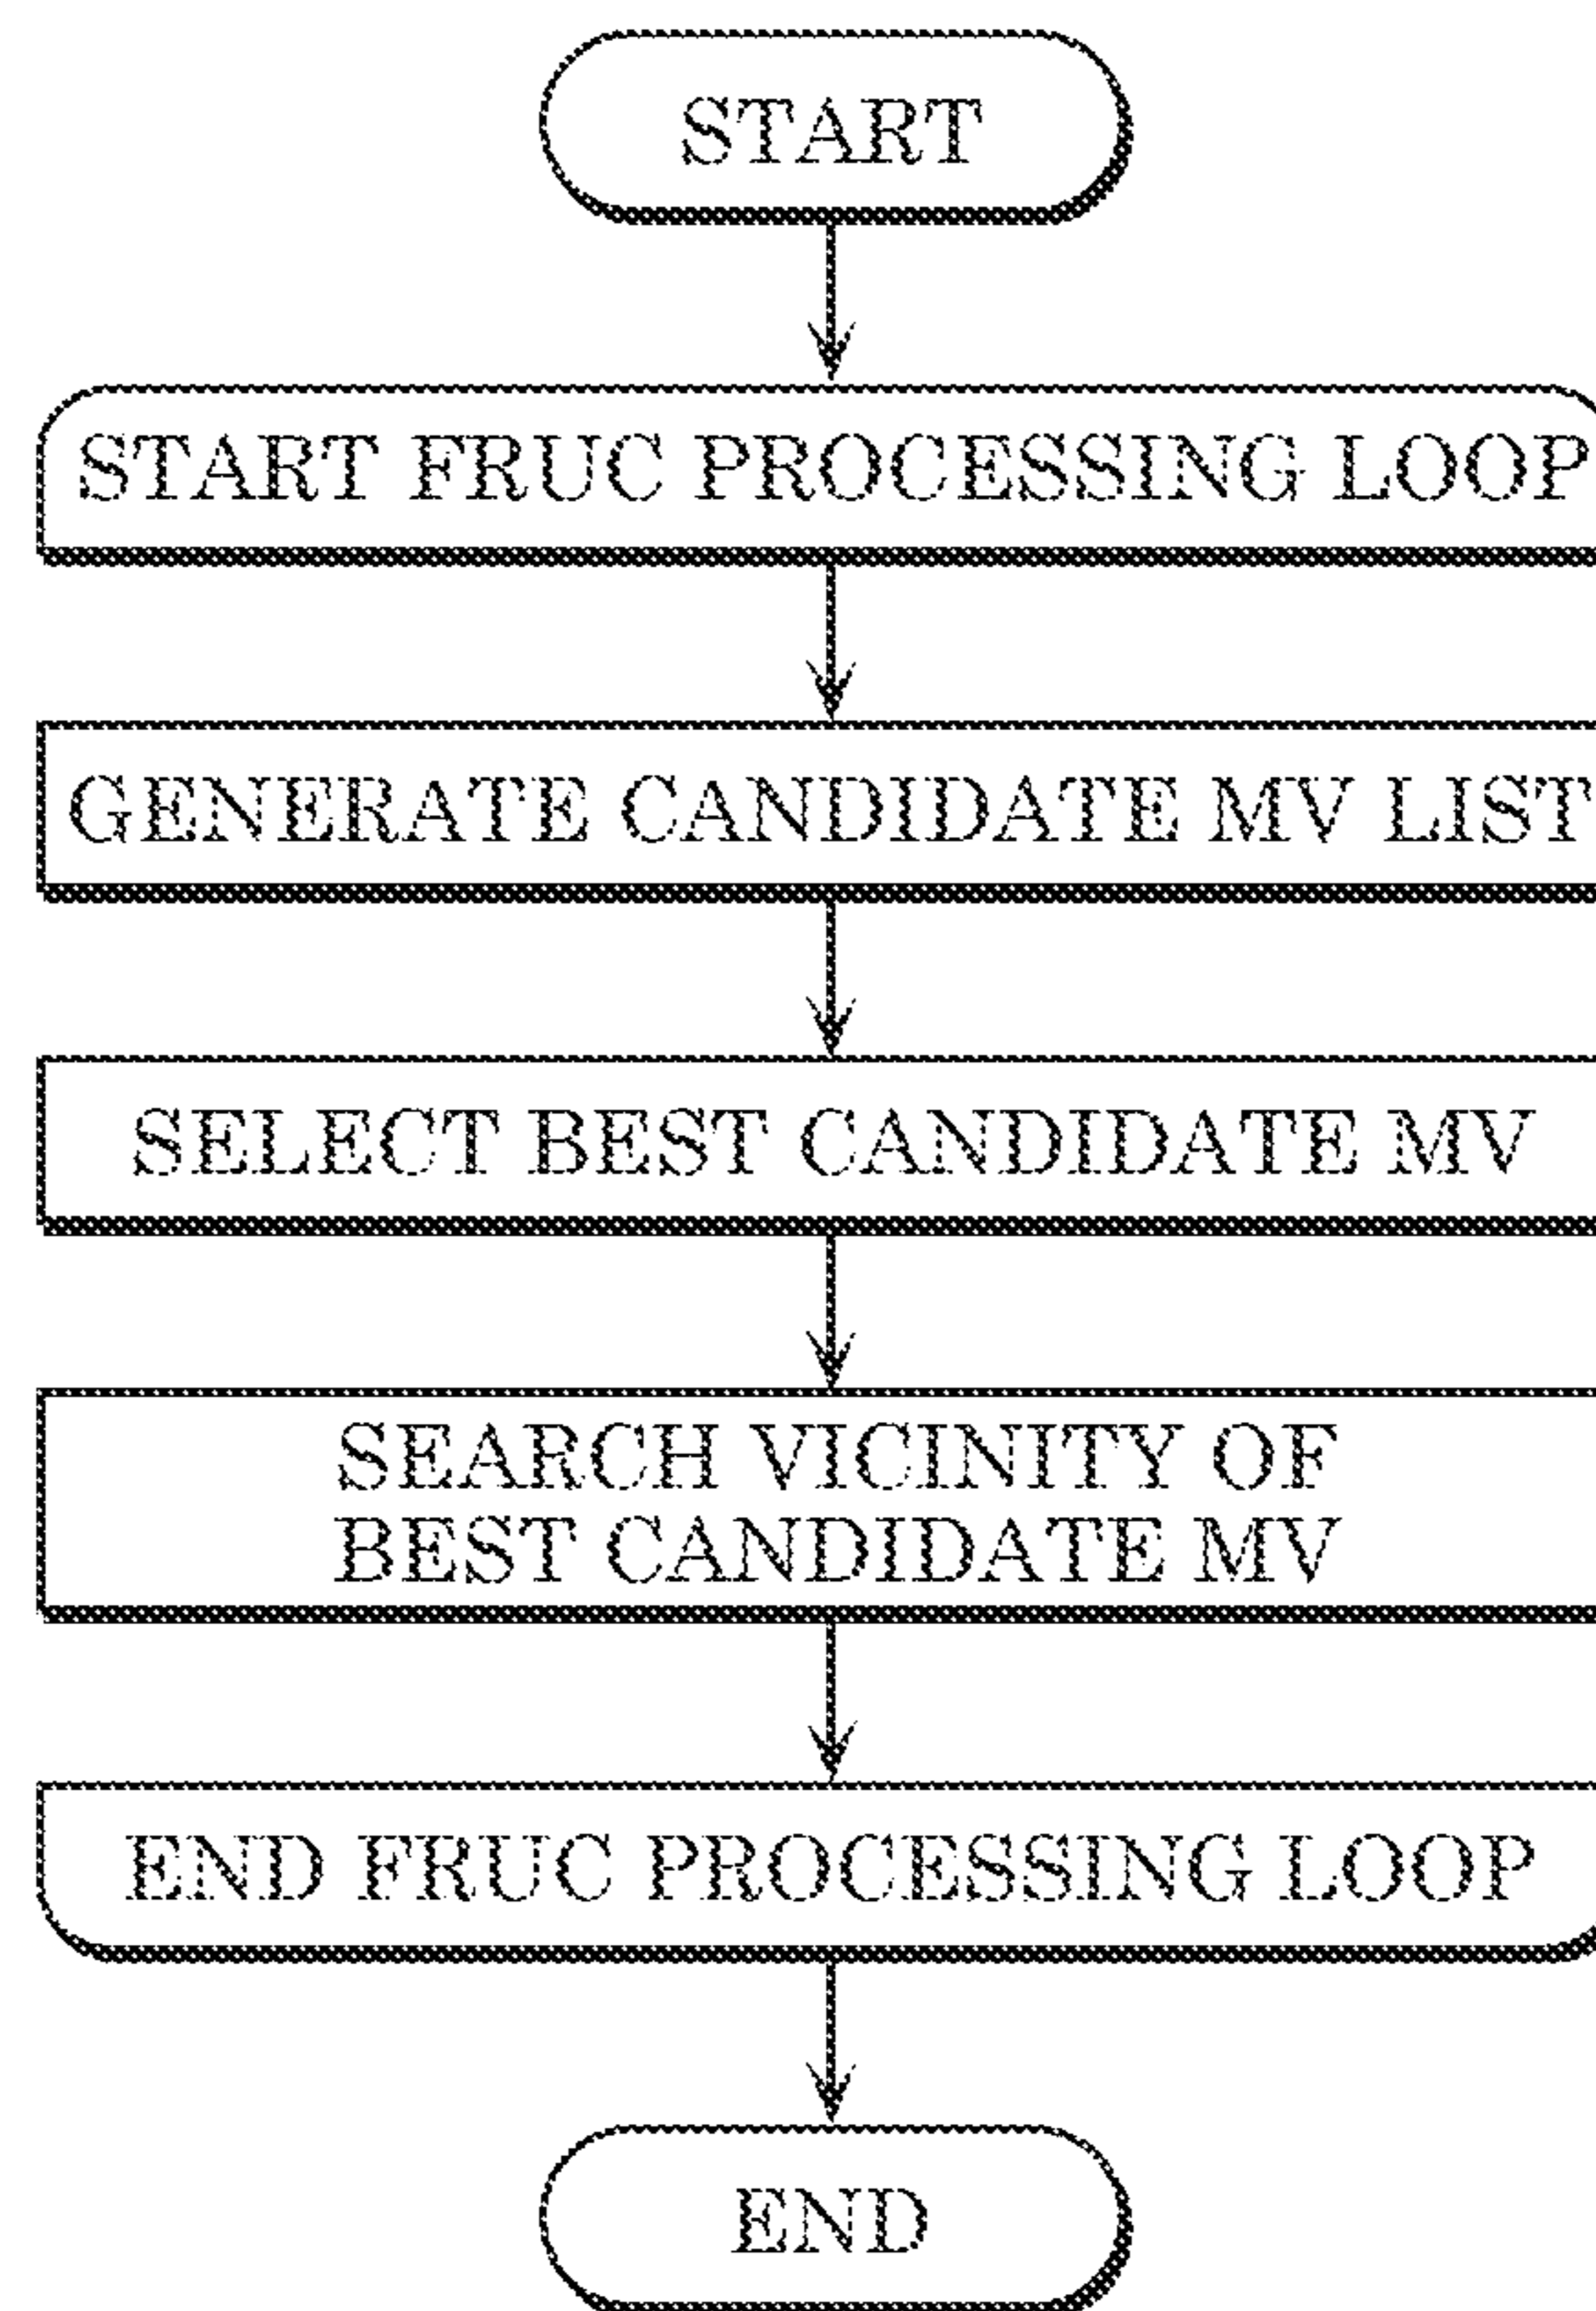 START
START FRUC PROCESSING LOOP
GENERATE CANDIDATE MV LIST
SELECT BEST CANDIDATE MV
SEARCH VICINITY OF
BEST CANDIDATE MV
END FRUC PROCESSING LOOP
END